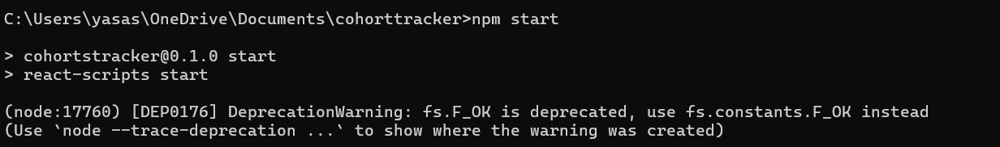 C:\Users\yasas\OneDrive\Documents\cohorttracker>npm start
> cohortstracker@0.1.0 start
> react-scripts start
(node:17760) [DEP0176] DeprecationWarning: fs.F_OK is deprecated, use fs.constants.F_OK instead
(Use `node --trace-deprecation ...` to show where the warning was created)